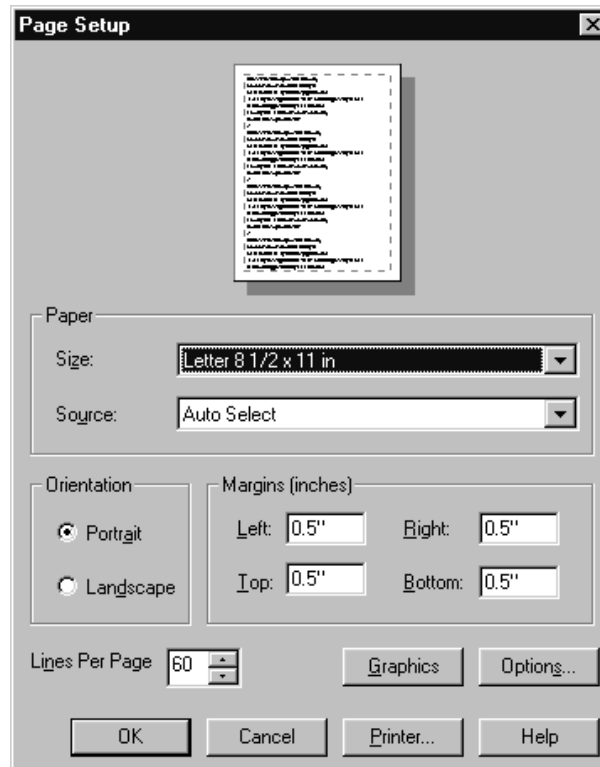 Page Setup
Paper
Size: Letter 8 1/2 x 11 in
Source: Auto Select
Orientation
Portrait
Landscape
Margins (inches)
Left: 0.5" Right: 0.5"
Top: 0.5" Bottom: 0.5"
Lines Per Page 60 Graphics Options...
OK Cancel Printer... Help